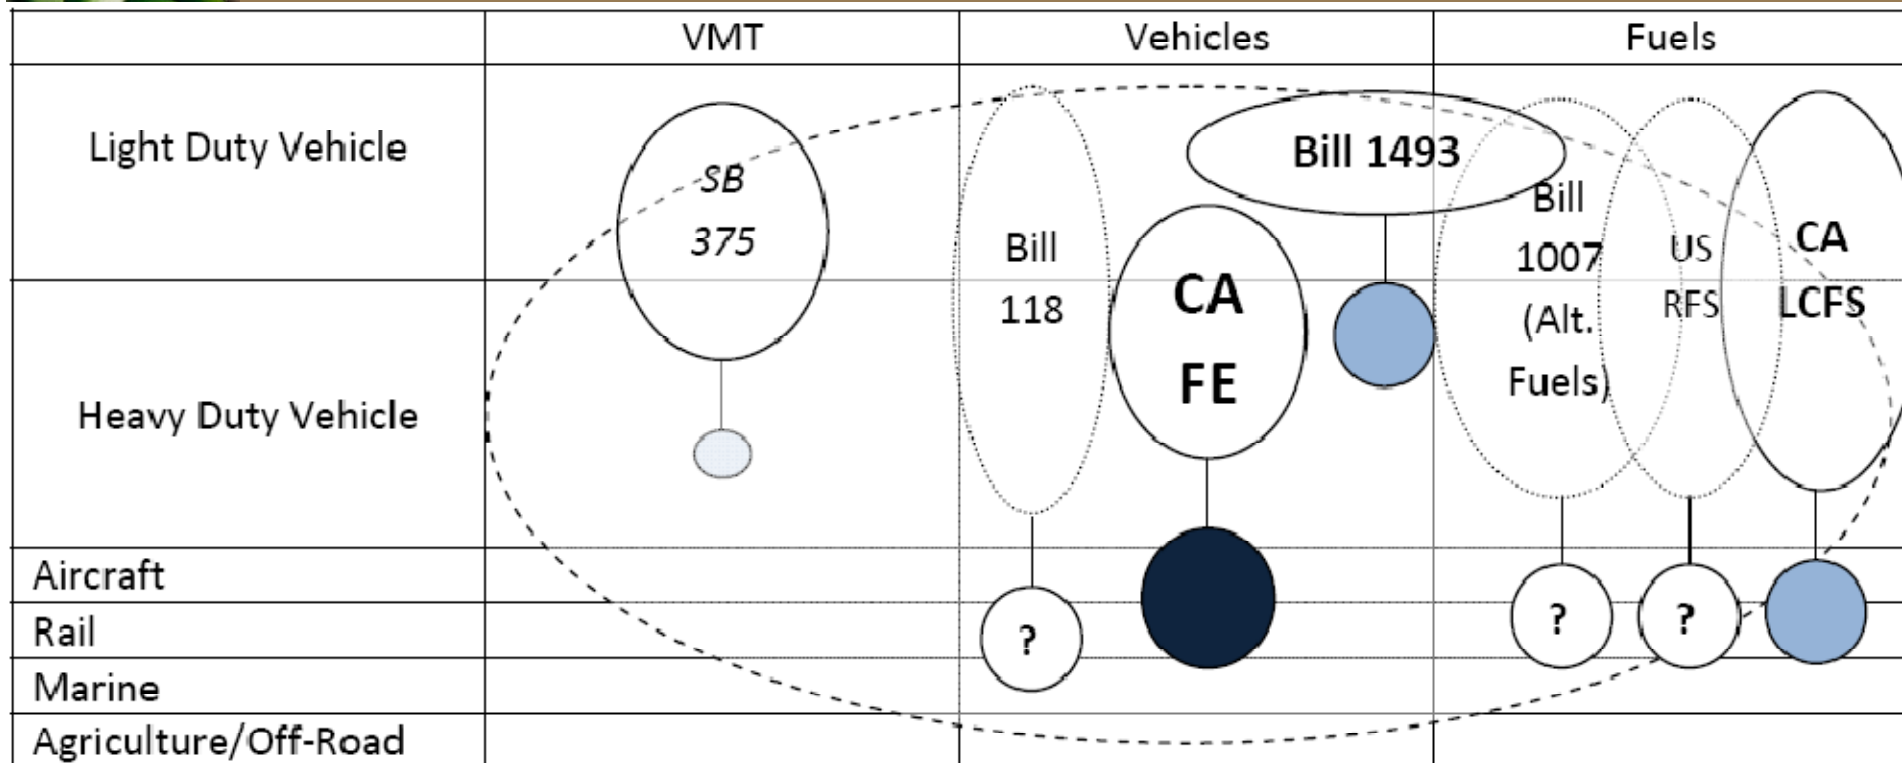 VMT
Vehicles
Fuels
Light Duty Vehicle
SB
375
Bill
118
Bill 1493
CA
FE
Bill
1007
(Alt.
Fuels)
US
RFS
CA
LCFS
Heavy Duty Vehicle
Aircraft
Rail
Marine
Agriculture/Off-Road
?
?
?